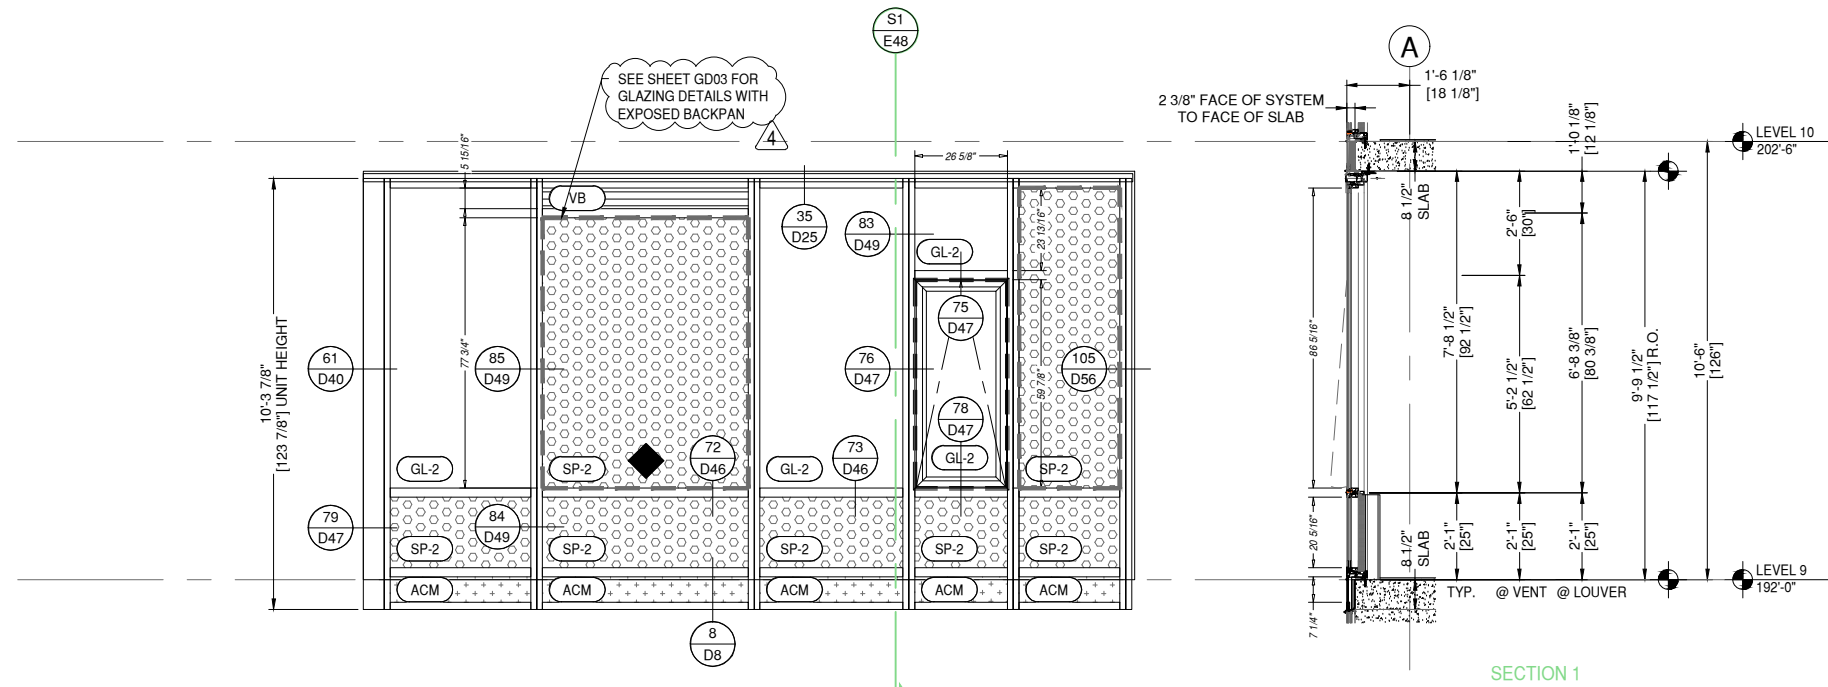 S1
E48
SEE SHEET GD03 FOR
GLAZING DETAILS WITH
EXPOSED BACKPAN
4
5 15/16"
26 5/8"
VB
35
D25
83
D49
GL-2
23 13/16"
75
D47
10'-3 7/8"
[123 7/8"] UNIT HEIGHT
61
D40
85
D49
77 3/4"
76
D47
105
D56
59 7/8"
78
D47
GL-2
GL-2
SP-2
72
D46
GL-2
73
D46
SP-2
79
D47
84
D49
SP-2
SP-2
SP-2
SP-2
SP-2
ACM
ACM
ACM
ACM
ACM
8
D8
A
1'-6 1/8"
[18 1/8"]
2 3/8" FACE OF SYSTEM
TO FACE OF SLAB
1'-0 1/8"
[12 1/8"]
LEVEL 10
202'-6"
8 1/2"
SLAB
2'-6"
[30"]
86 5/16"
7'-8 1/2"
[92 1/2"]
5'-2 1/2"
[62 1/2"]
6'-8 3/8"
[80 3/8"]
9'-9 1/2"
[117 1/2"] R.O.
10'-6"
[126"]
20 5/16"
8 1/2"
SLAB
2'-1"
[25"]
2'-1"
[25"]
2'-1"
[25"]
LEVEL 9
192'-0"
7 1/4"
TYP.
@ VENT
@ LOUVER
SECTION 1